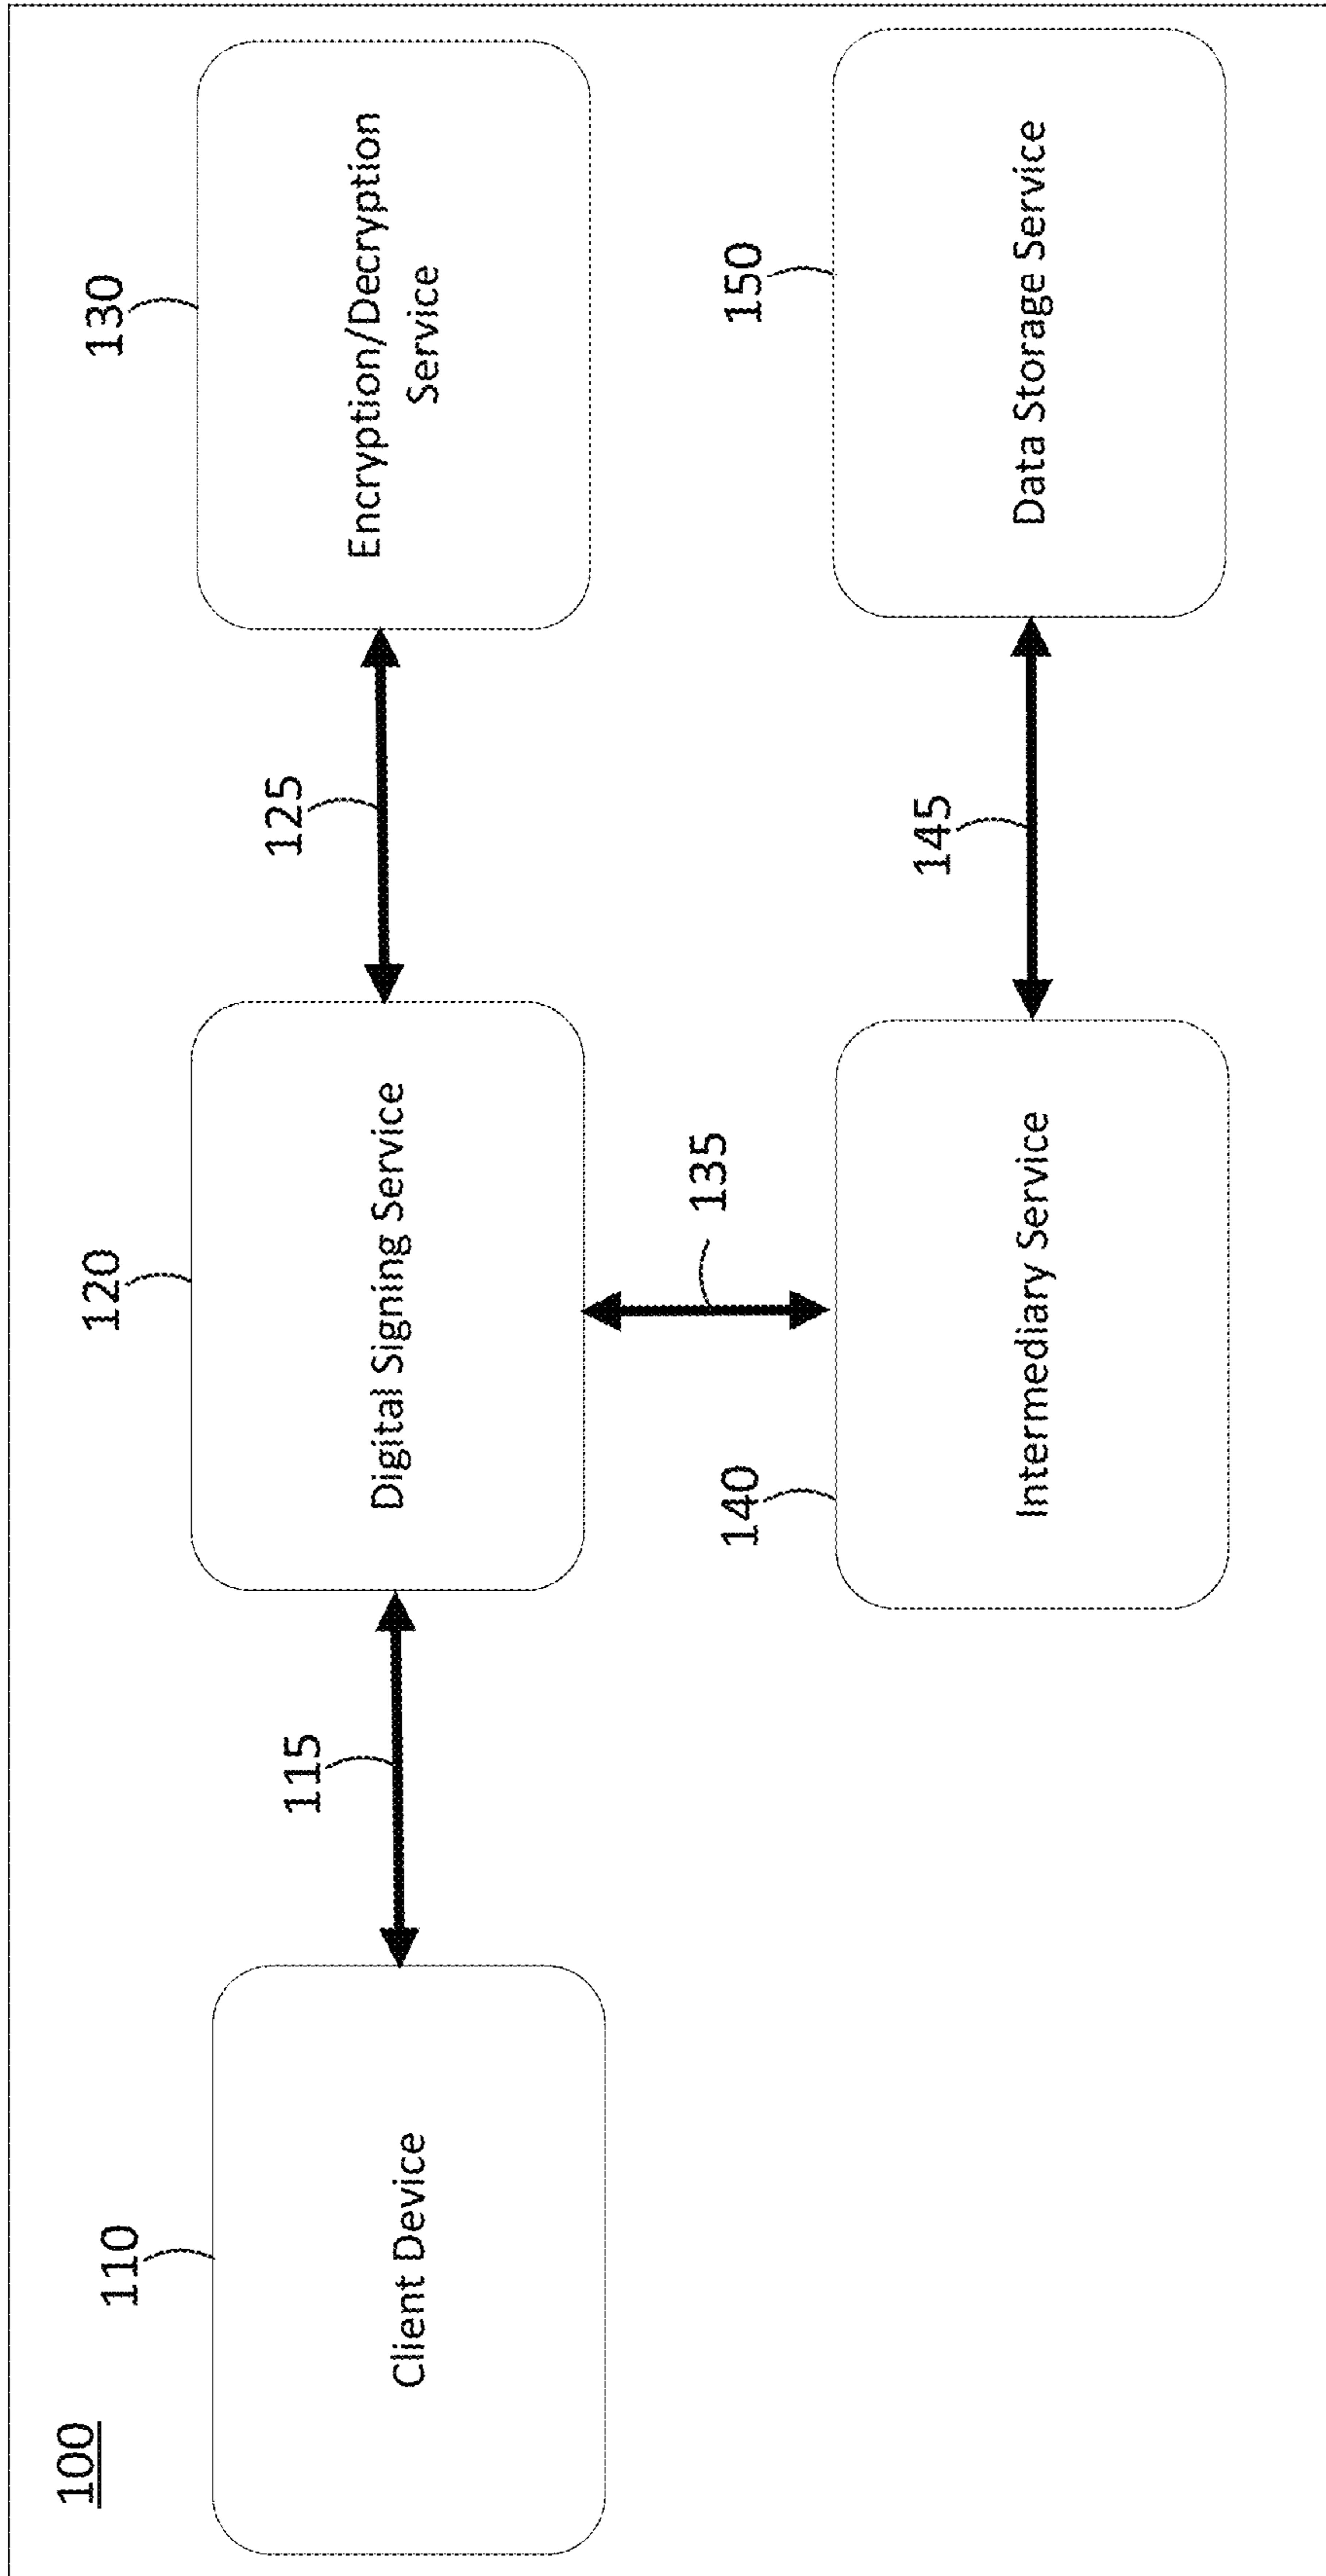 100
110
Client Device
115
120
Digital Signing Service
125
130
Encryption/Decryption
Service
135
140
Intermediary Service
145
150
Data Storage Service